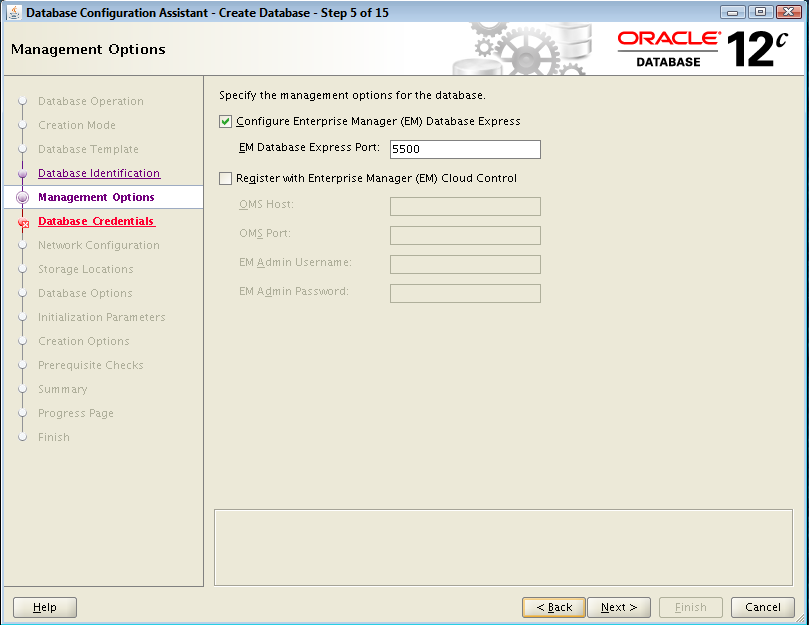 Database Configuration Assistant - Create Database - Step 5 of 15
Management Options
ORACLE®
DATABASE
12c
Database Operation
Creation Mode
Database Template
Database Identification
Management Options
Database Credentials
Network Configuration
Storage Locations
Database Options
Initialization Parameters
Creation Options
Prerequisite Checks
Summary
Progress Page
Finish
Specify the management options for the database.
Configure Enterprise Manager (EM) Database Express
EM Database Express Port: 5500
Register with Enterprise Manager (EM) Cloud Control
OMS Host:
OMS Port:
EM Admin Username:
EM Admin Password:
Help
< Back
Next >
Finish
Cancel